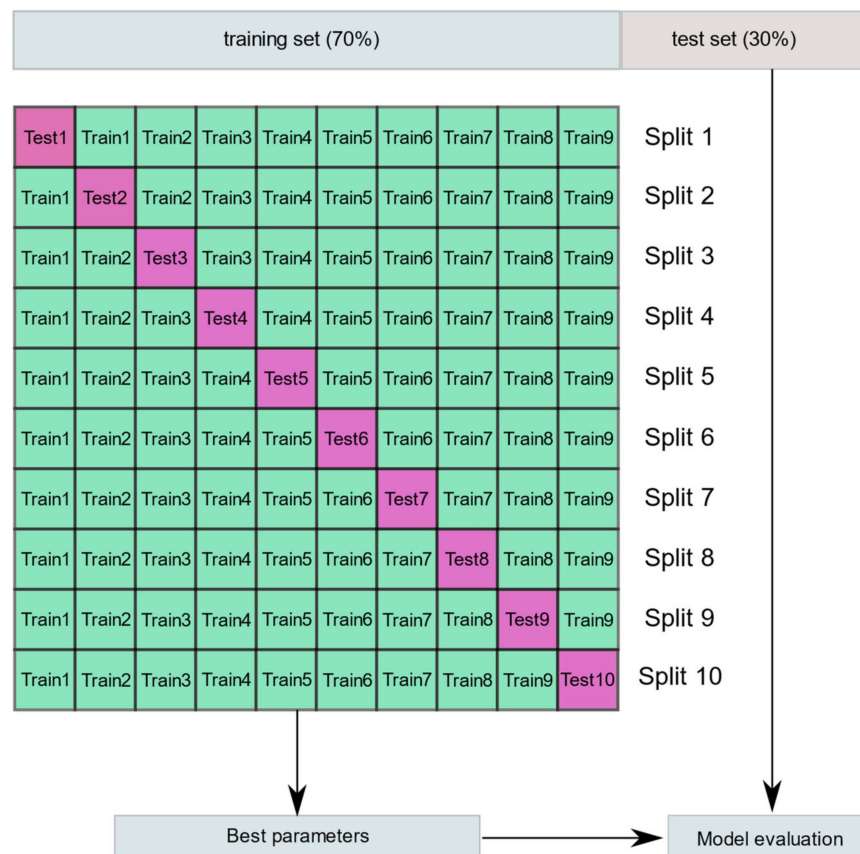 training set (70%) test set (30%)
Test1 Train1 Train2 Train3 Train4 Train5 Train6 Train7 Train8 Train9 Split 1
Train1 Test2 Train2 Train3 Train4 Train5 Train6 Train7 Train8 Train9 Split 2
Train1 Train2 Test3 Train3 Train4 Train5 Train6 Train7 Train8 Train9 Split 3
Train1 Train2 Train3 Test4 Train4 Train5 Train6 Train7 Train8 Train9 Split 4
Train1 Train2 Train3 Train4 Test5 Train5 Train6 Train7 Train8 Train9 Split 5
Train1 Train2 Train3 Train4 Train5 Test6 Train6 Train7 Train8 Train9 Split 6
Train1 Train2 Train3 Train4 Train5 Train6 Test7 Train7 Train8 Train9 Split 7
Train1 Train2 Train3 Train4 Train5 Train6 Train7 Test8 Train8 Train9 Split 8
Train1 Train2 Train3 Train4 Train5 Train6 Train7 Train8 Test9 Train9 Split 9
Train1 Train2 Train3 Train4 Train5 Train6 Train7 Train8 Train9 Test10 Split 10
Best parameters Model evaluation